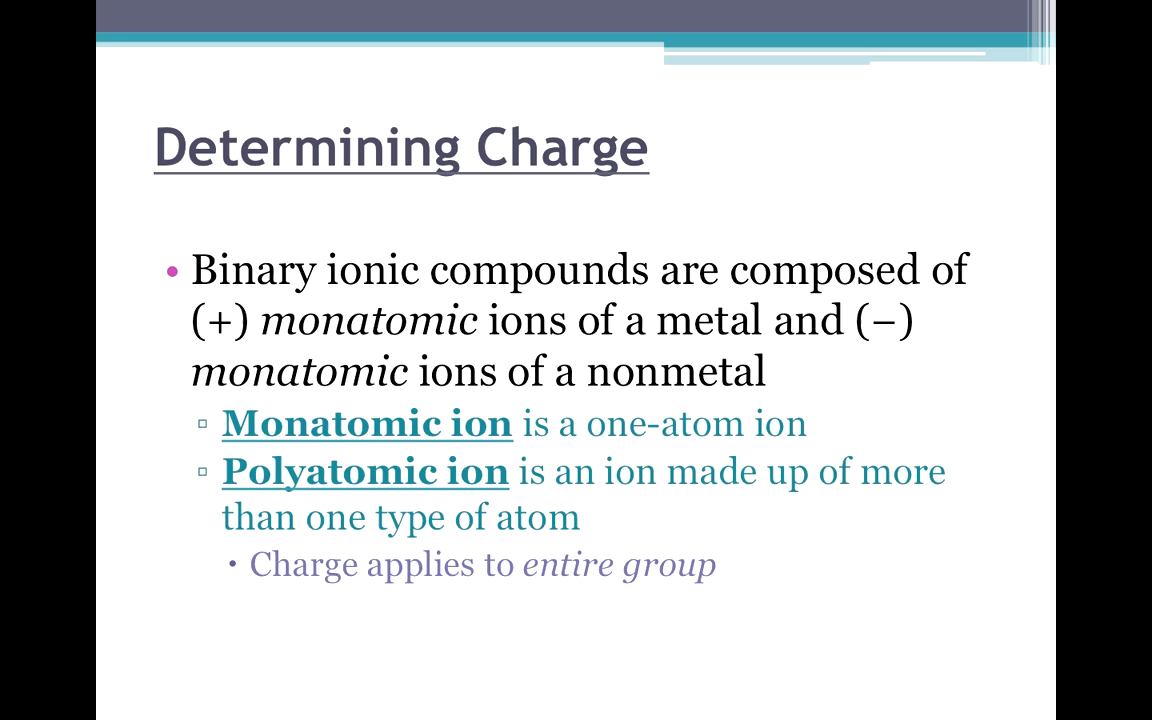 Determining Charge
• Binary ionic compounds are composed of
(+) monatomic ions of a metal and (−)
monatomic ions of a nonmetal
▫ Monatomic ion is a one-atom ion
▫ Polyatomic ion is an ion made up of more
than one type of atom
▪ Charge applies to entire group